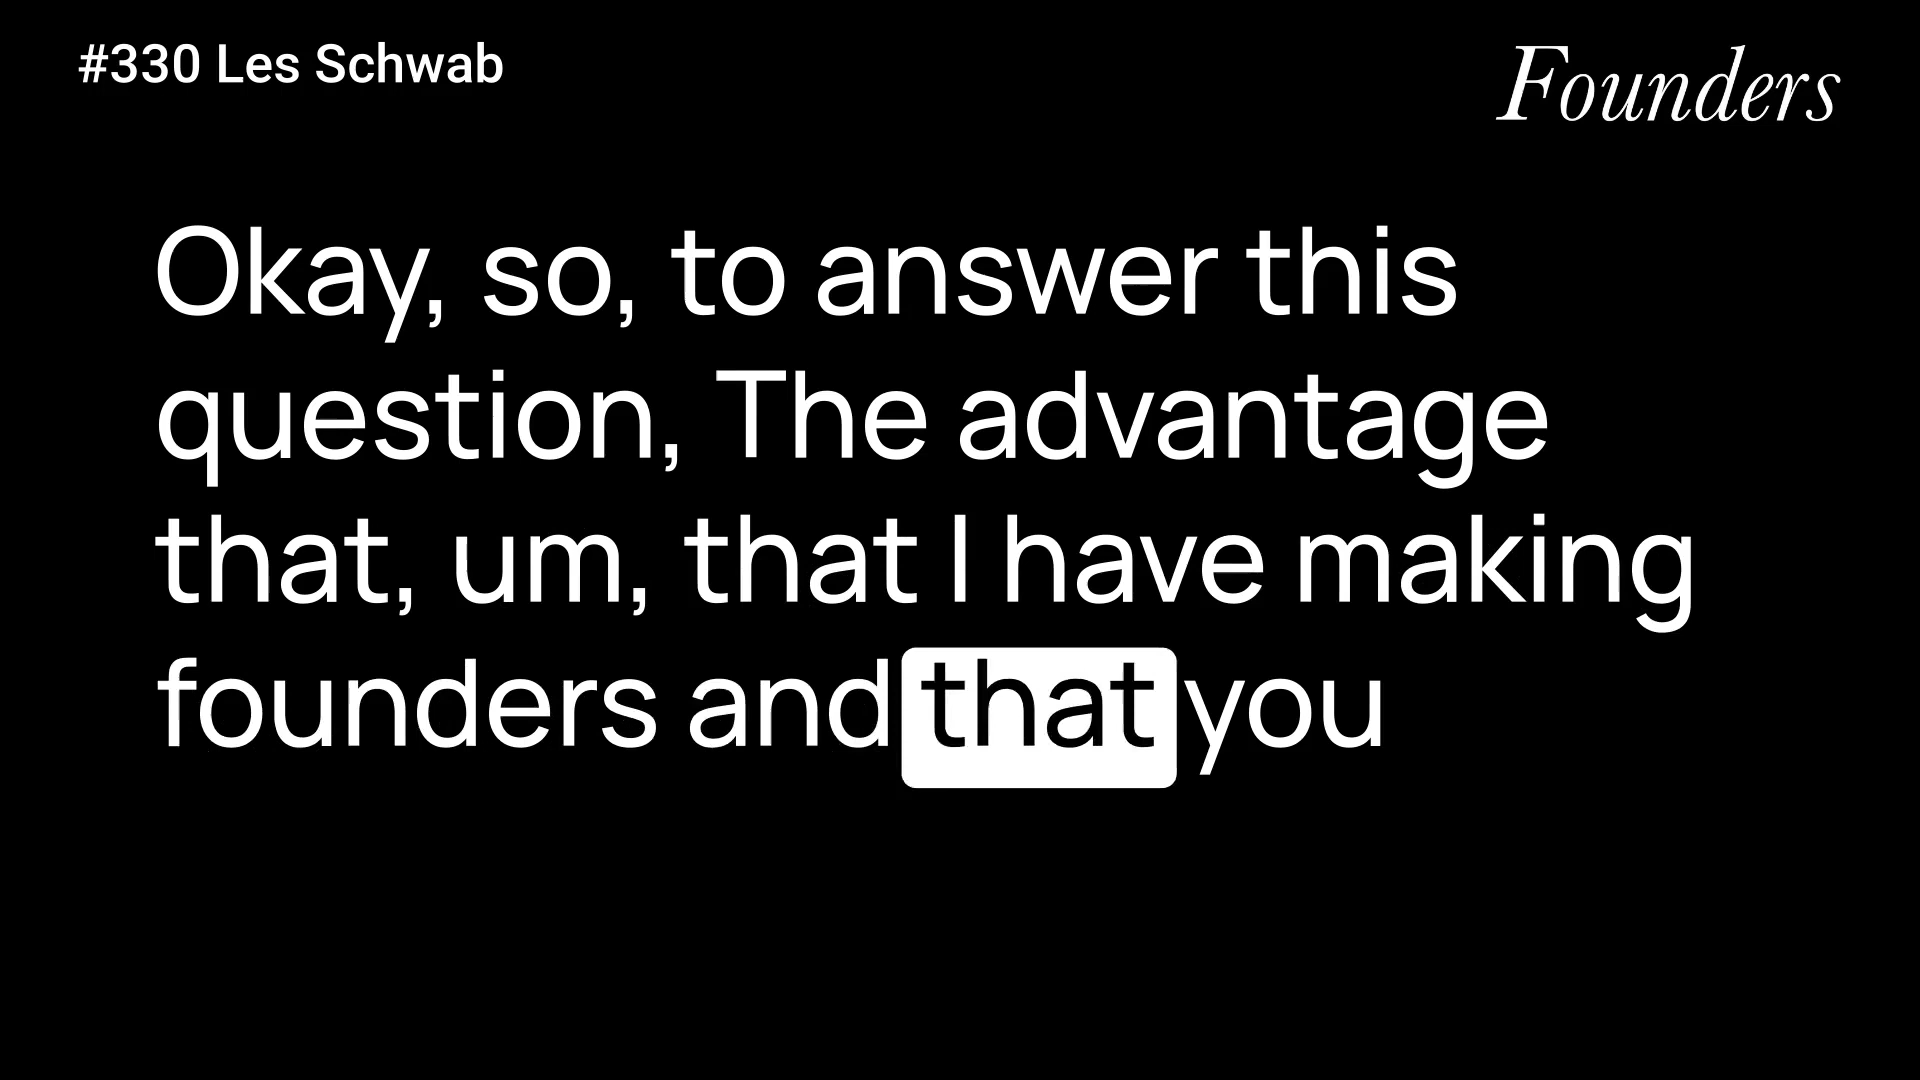 #330 Les Schwab
Founders
Okay, so, to answer this
question, The advantage
that, um, that I have making
founders and that you